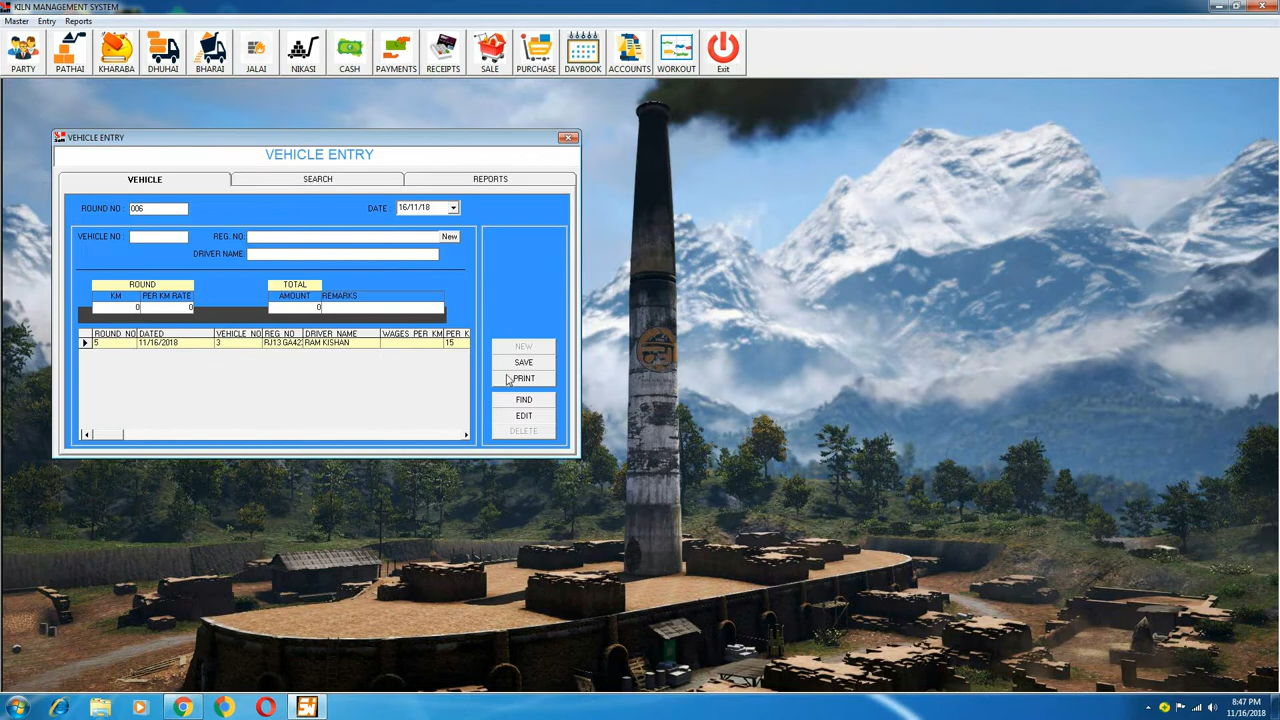 KILN MANAGEMENT SYSTEM
Master Entry Reports
PARTY PATHAI KHARABA DHUHAI BHARAI JALAI NIKASI CASH PAYMENTS RECEIPTS SALE PURCHASE DAYBOOK ACCOUNTS WORKOUT Exit
VEHICLE ENTRY
VEHICLE ENTRY
VEHICLE SEARCH REPORTS
ROUND NO : 006 DATE 16/11/18
VEHICLE NO : REG. NO. New
DRIVER NAME:
ROUND TOTAL
KM PER KM RATE AMOUNT REMARKS
0 0 0
ROUND NO DATED VEHICLE NO REG NO DRIVER NAME WAGES PER KM PER K
5 11/16/2018 3 RJ13 GA42 RAM KISHAN 15
NEW
SAVE
PRINT
FIND
EDIT
DELETE
8:47 PM
11/16/2018